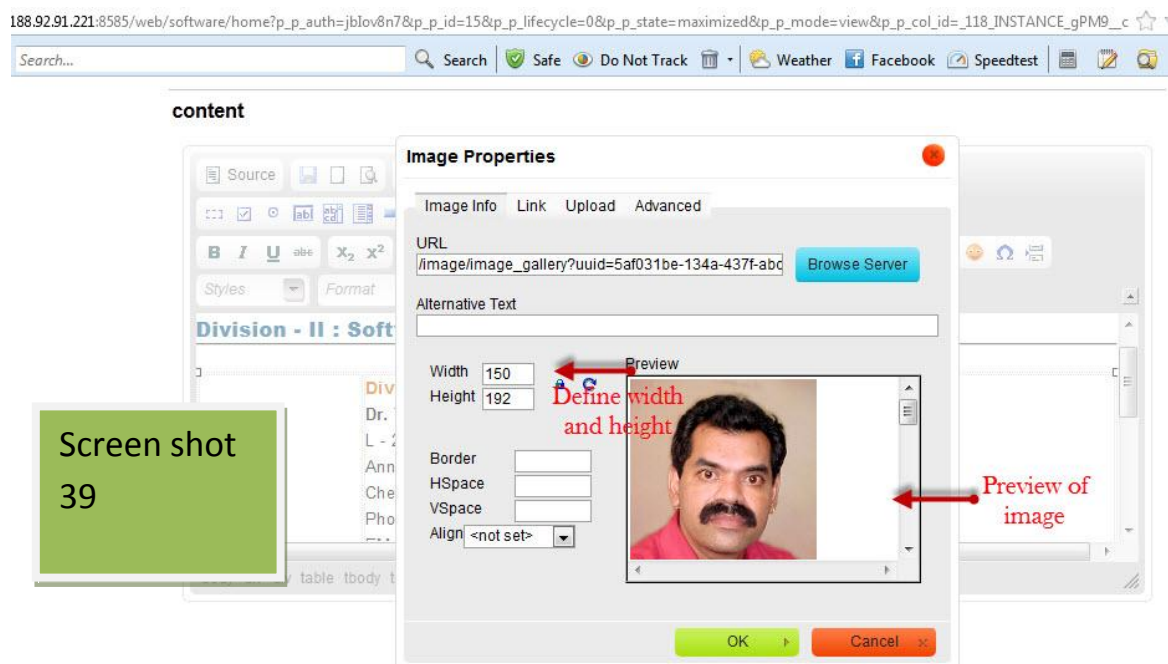 188.92.91.221:8585/web/software/home?p_p_auth=jbIov8n7&p_p_id=15&p_p_lifecycle=0&p_p_state=maximized&p_p_mode=view&p_p_col_id=_118_INSTANCE_gPM9__c
Search... Search Safe Do Not Track Weather Facebook Speedtest
content
Image Properties
Source
Image Info Link Upload Advanced
B I U abc X₂ X²
URL
/image/image_gallery?uuid=5af031be-134a-437f-abc Browse Server
Styles Format
Alternative Text
Division - II : Soft
Width 150
Height 192
Preview
Define width
and height
Div
Dr.
L - 2
Ann
Che
Pho
Screen shot
39
Border
HSpace
VSpace
Align <not set>
Preview of
image
table tbody t
OK Cancel